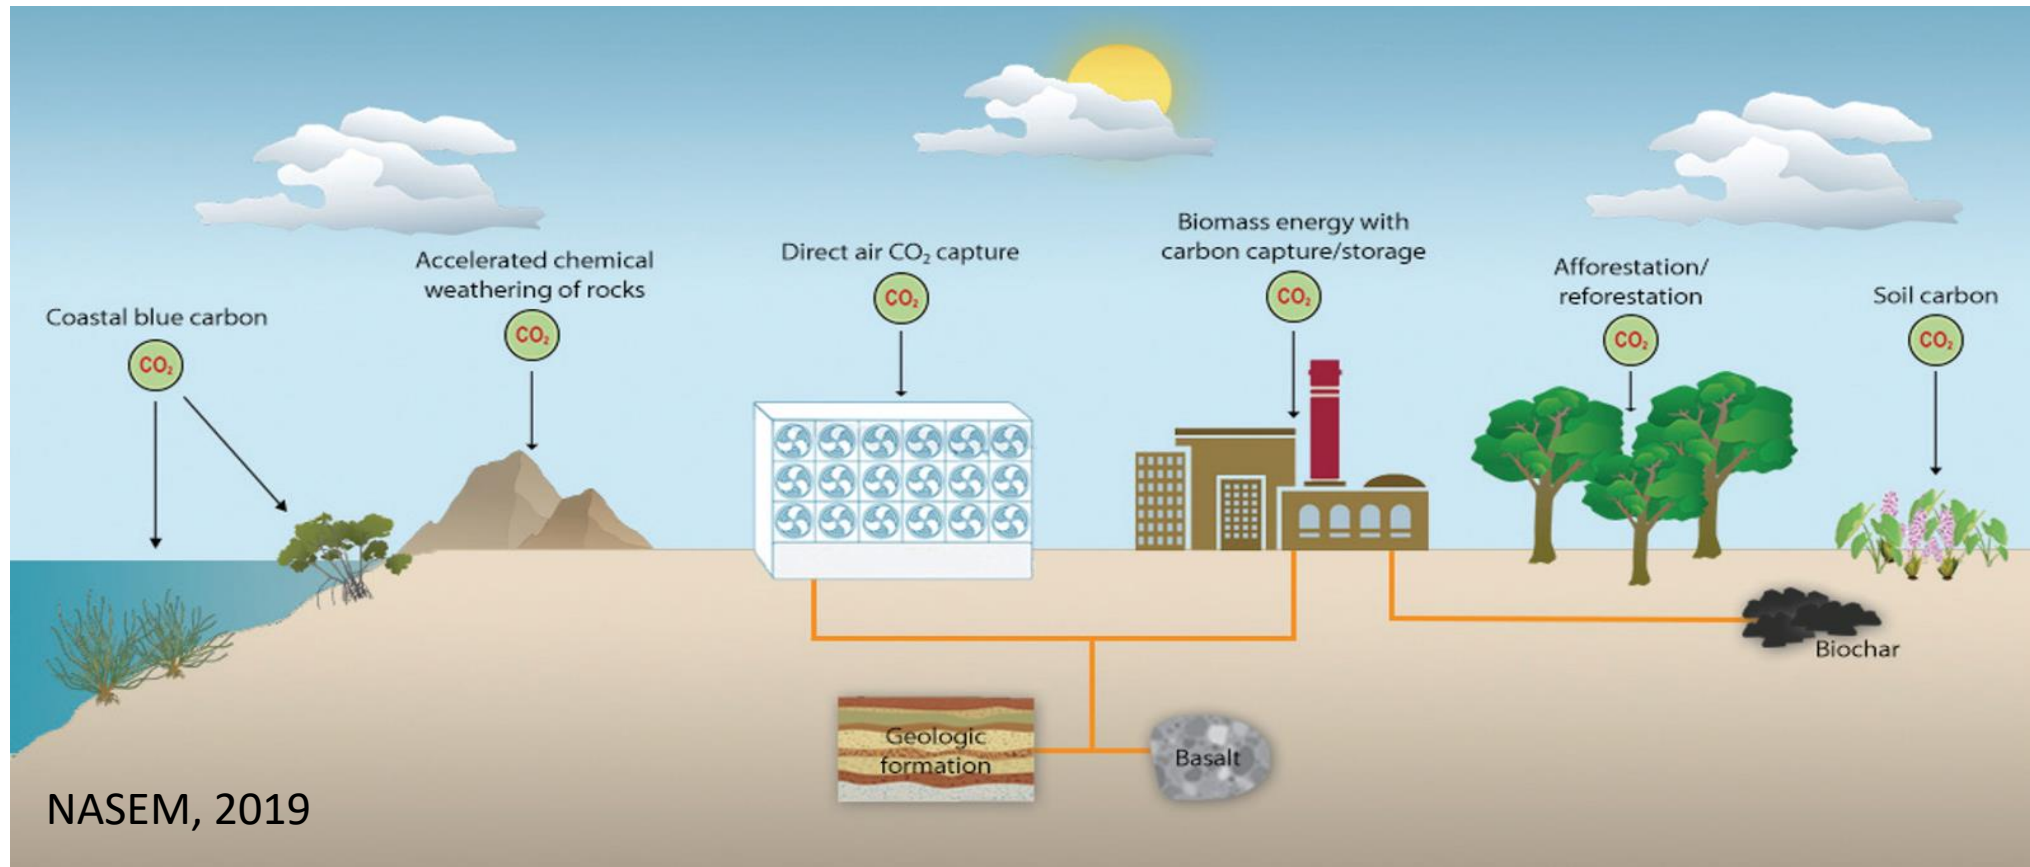 Coastal blue carbon
CO₂
Accelerated chemical
weathering of rocks
CO₂
Direct air CO₂ capture
CO₂
Biomass energy with
carbon capture/storage
CO₂
Afforestation/
reforestation
CO₂
Soil carbon
CO₂
Biochar
Geologic
formation
Basalt
NASEM, 2019